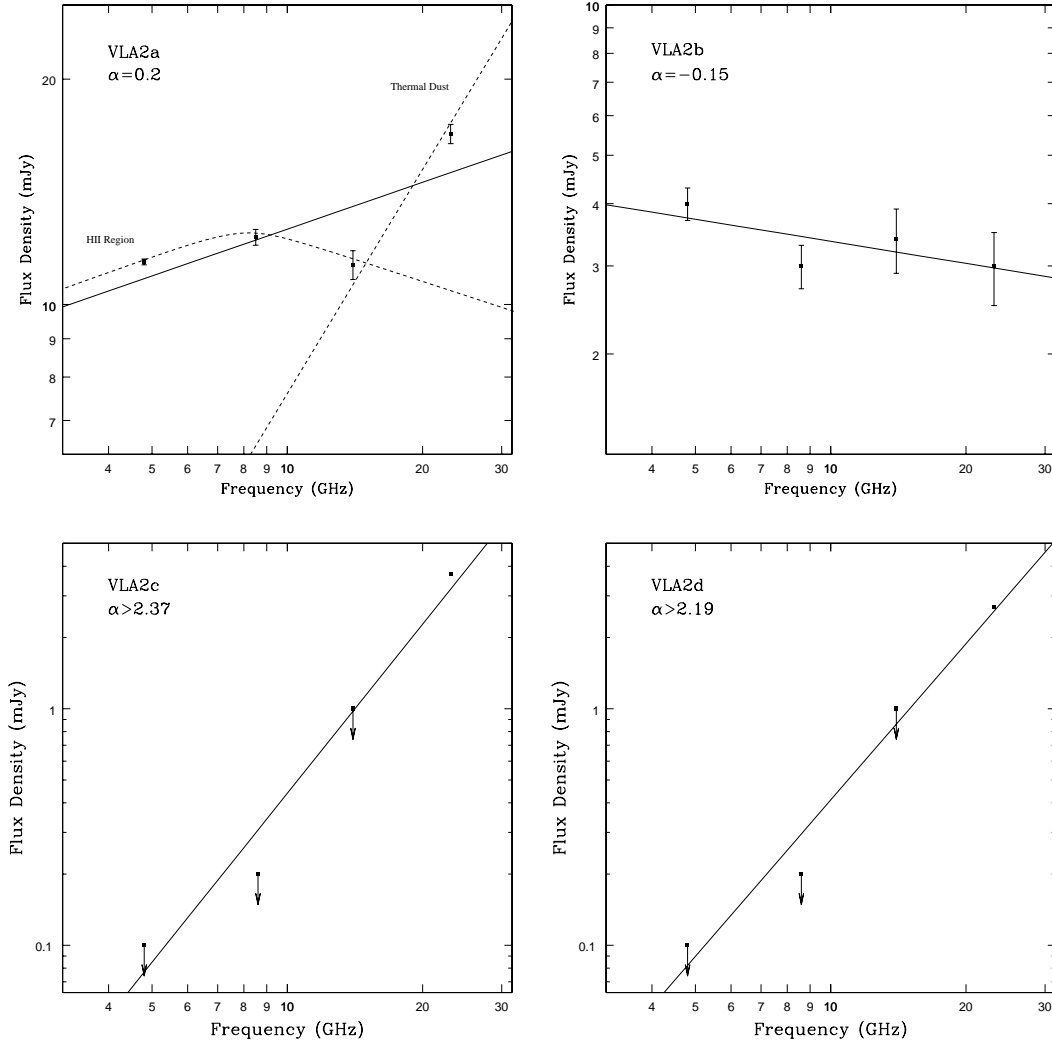 VLA2a
α=0.2
Thermal Dust
HII Region
20
10
9
8
7
Flux Density (mJy)
4 5 6 7 8 9 10 20 30
Frequency (GHz)
VLA2b
α=−0.15
10
9
8
7
6
5
4
3
2
Flux Density (mJy)
4 5 6 7 8 9 10 20 30
Frequency (GHz)
VLA2c
α>2.37
1
0.1
Flux Density (mJy)
4 5 6 7 8 9 10 20 30
Frequency (GHz)
VLA2d
α>2.19
1
0.1
Flux Density (mJy)
4 5 6 7 8 9 10 20 30
Frequency (GHz)